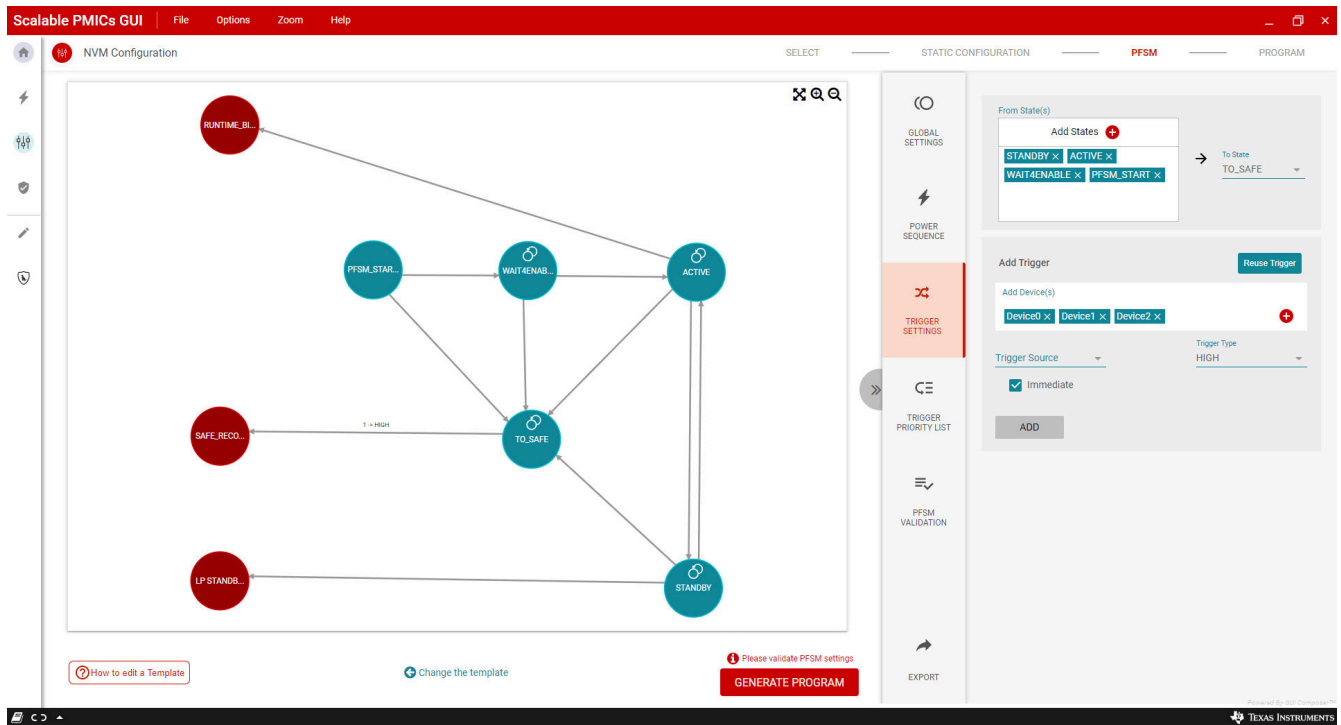 Scalable PMICs GUI File Options Zoom Help
NVM Configuration SELECT STATIC CONFIGURATION PFSM PROGRAM
RUNTIME_BI...
PFSM_STAR...
WAIT4ENAB...
ACTIVE
SAFE_RECO...
1 -> HIGH
TO_SAFE
LP STANDB...
STANDBY
How to edit a Template
Change the template
Please validate PFSM settings
GENERATE PROGRAM
GLOBAL
SETTINGS
POWER
SEQUENCE
TRIGGER
SETTINGS
TRIGGER
PRIORITY LIST
PFSM
VALIDATION
EXPORT
From State(s)
Add States
STANDBY × ACTIVE ×
WAIT4ENABLE × PFSM_START ×
To State
TO_SAFE
Add Trigger
Reuse Trigger
Add Device(s)
Device0 × Device1 × Device2 ×
Trigger Source
Trigger Type
HIGH
Immediate
ADD
Powered By GUI Composer™
TEXAS INSTRUMENTS